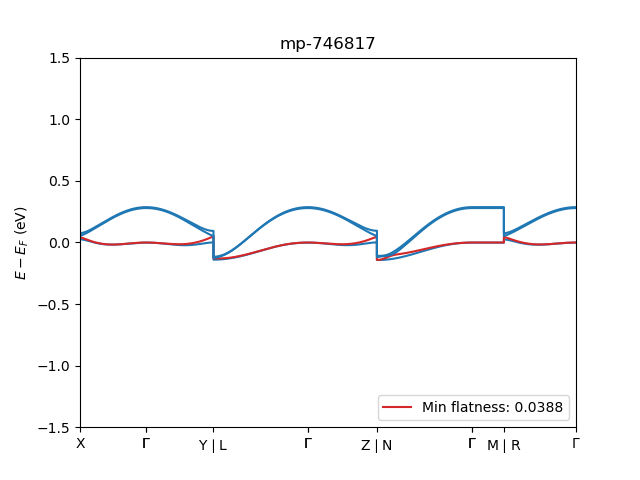 mp-746817
1.5
1.0
0.5
0.0
−0.5
−1.0
−1.5
E − E_F (eV)
Min flatness: 0.0388
X Γ Y | L Γ Z | N Γ M | R Γ